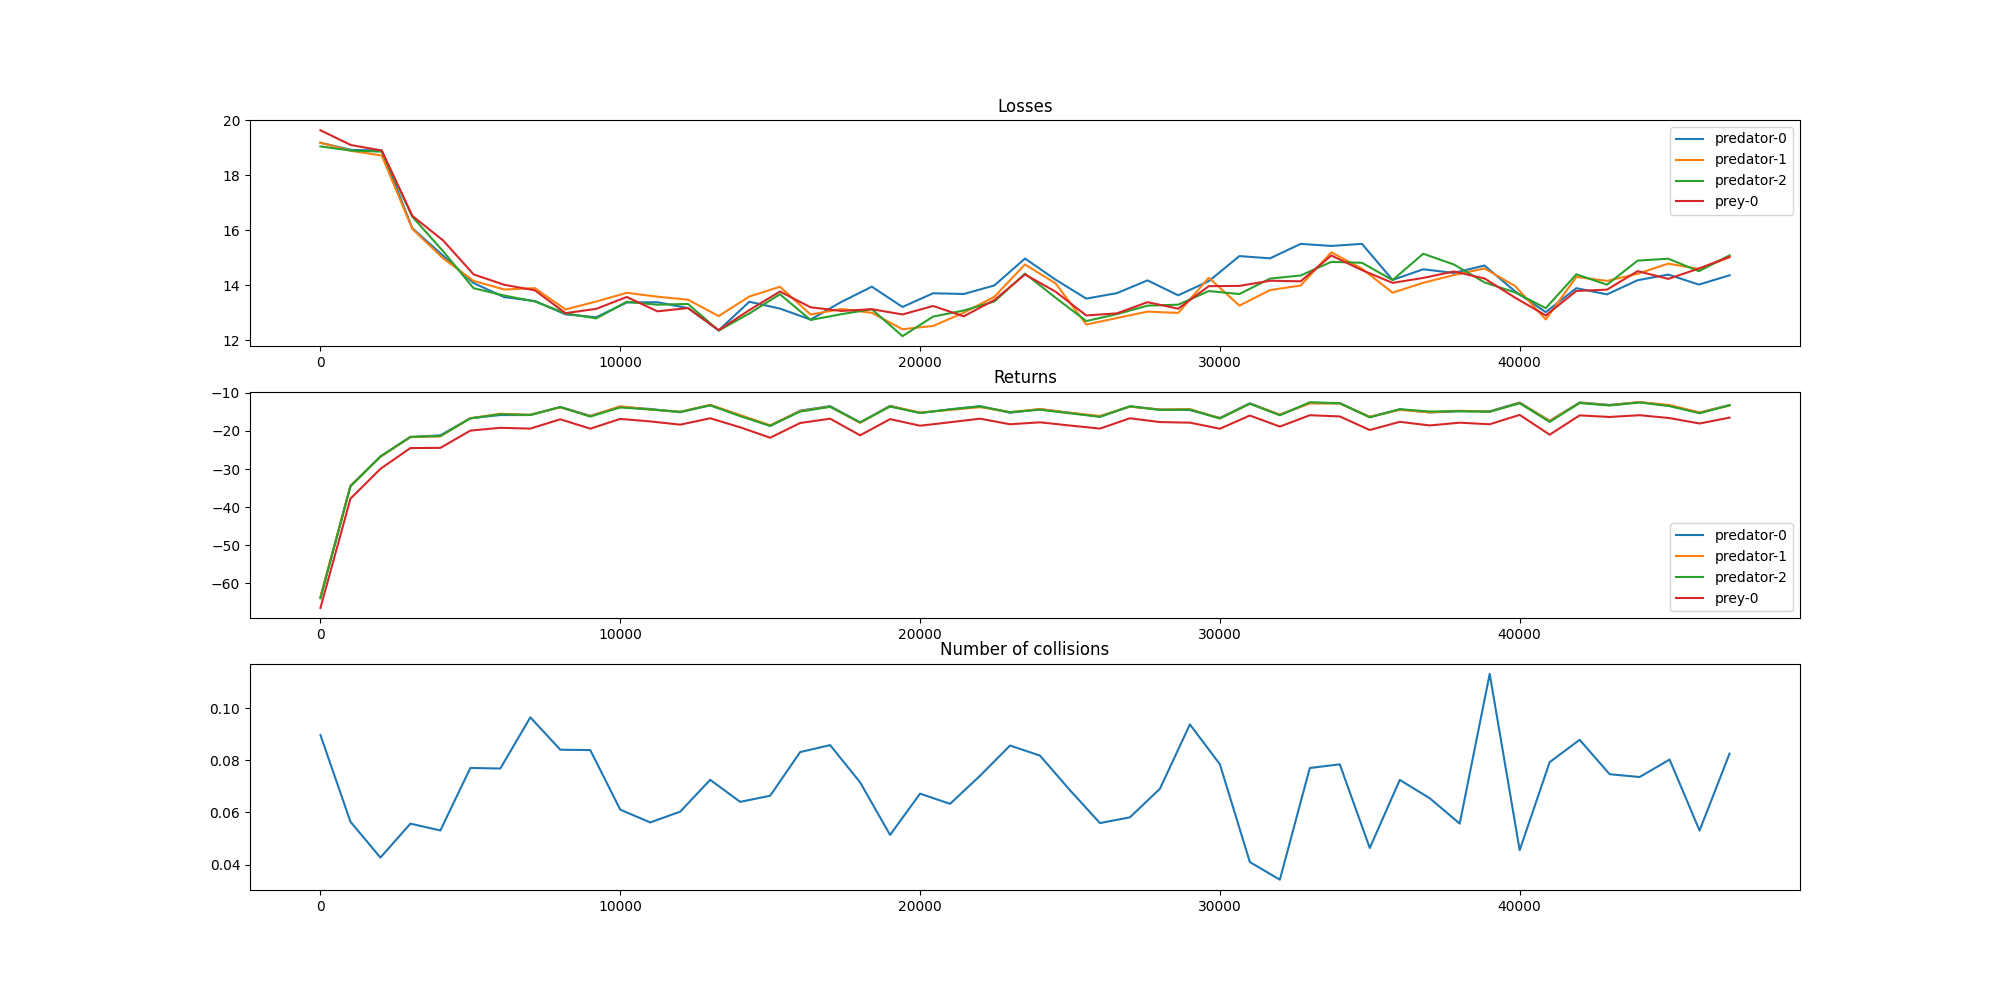 Losses
20
18
16
14
12
predator-0
predator-1
predator-2
prey-0
0 10000 20000 30000 40000
Returns
−10
−20
−30
−40
−50
−60
predator-0
predator-1
predator-2
prey-0
0 10000 20000 30000 40000
Number of collisions
0.10
0.08
0.06
0.04
0 10000 20000 30000 40000